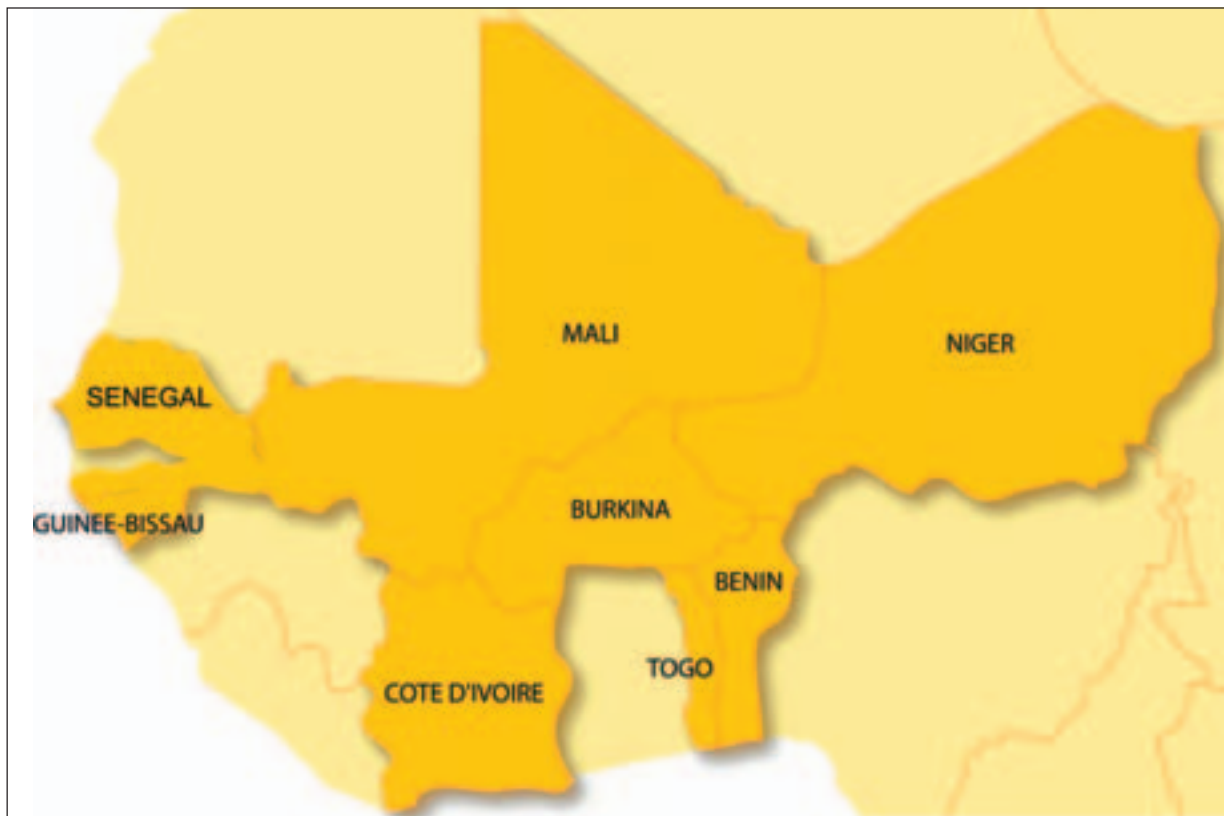 MALI
NIGER
SENEGAL
BURKINA
GUINEE-BISSAU
BENIN
TOGO
COTE D'IVOIRE